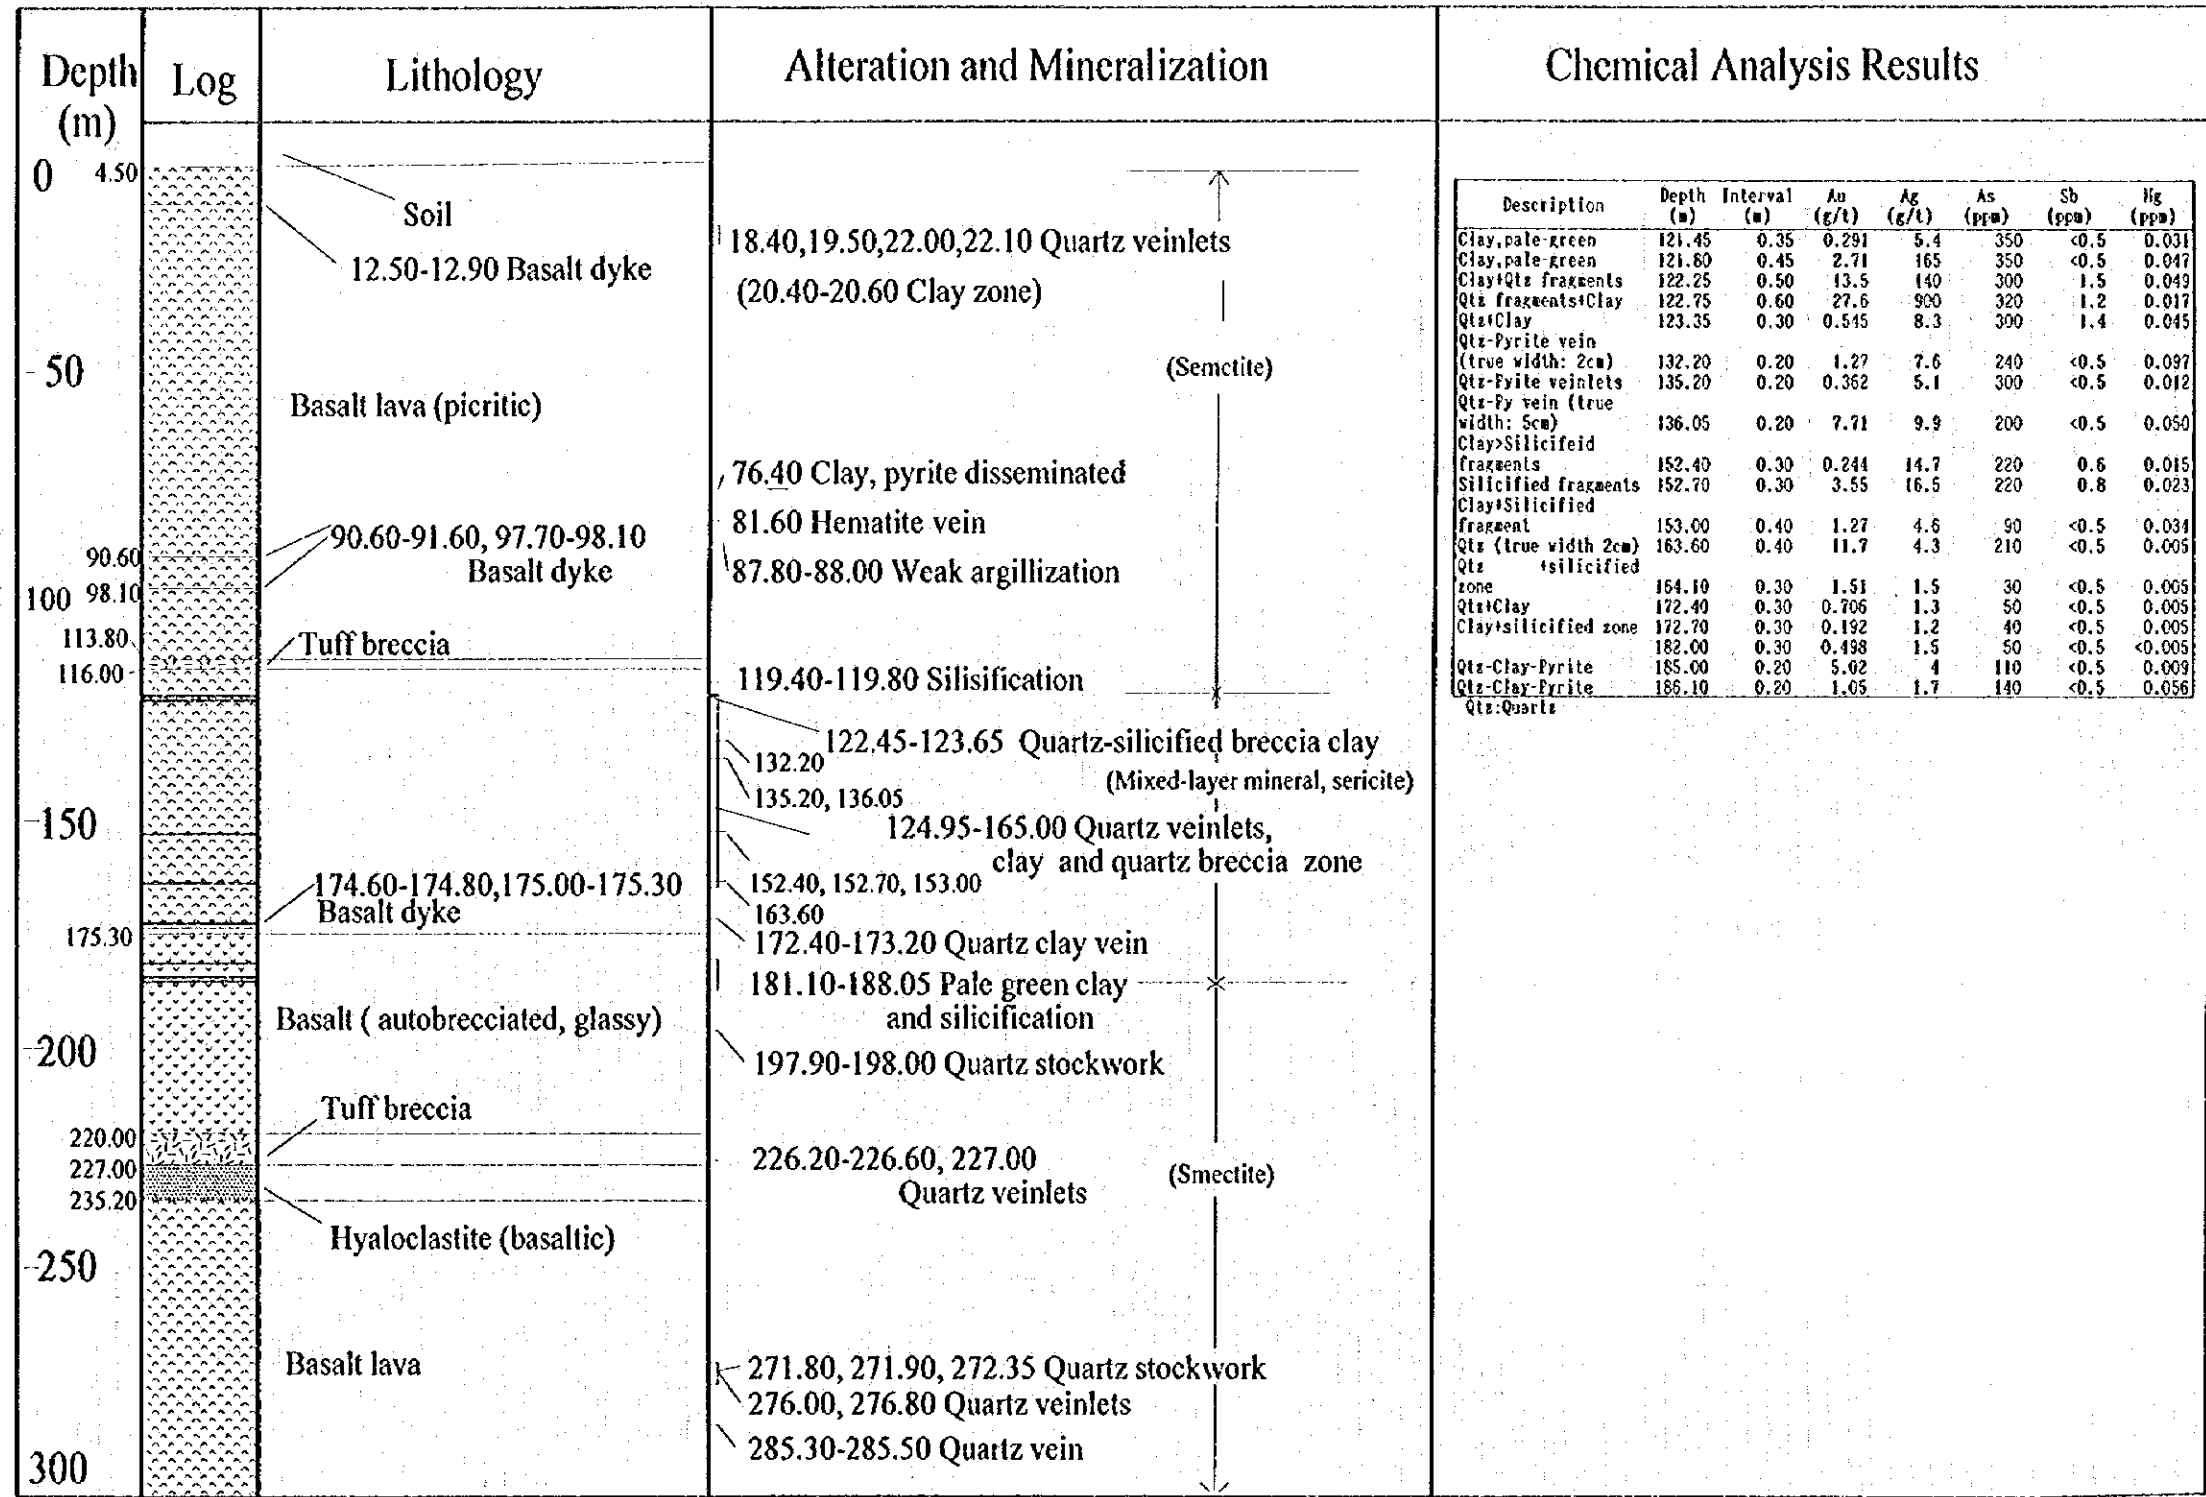 Depth
(m)
Log
Lithology
Alteration and Mineralization
Chemical Analysis Results
0
4.50
50
90.60
100
98.10
113.80
116.00
150
175.30
200
220.00
227.00
235.20
250
300
Soil
12.50-12.90 Basalt dyke
Basalt lava (picritic)
90.60-91.60, 97.70-98.10
Basalt dyke
Tuff breccia
174.60-174.80,175.00-175.30
Basalt dyke
Basalt ( autobrecciated, glassy)
Tuff breccia
Hyaloclastite (basaltic)
Basalt lava
18.40,19.50,22.00,22.10 Quartz veinlets
(20.40-20.60 Clay zone)
(Semctite)
76.40 Clay, pyrite disseminated
81.60 Hematite vein
87.80-88.00 Weak argillization
119.40-119.80 Silisification
122.45-123.65 Quartz-silicified breccia clay
132.20
(Mixed-layer mineral, sericite)
135.20, 136.05
124.95-165.00 Quartz veinlets,
clay and quartz breccia zone
152.40, 152.70, 153.00
163.60
172.40-173.20 Quartz clay vein
181.10-188.05 Pale green clay
and silicification
197.90-198.00 Quartz stockwork
226.20-226.60, 227.00
Quartz veinlets
(Smectite)
271.80, 271.90, 272.35 Quartz stockwork
276.00, 276.80 Quartz veinlets
285.30-285.50 Quartz vein
Description Depth Interval Au Ag As Sb Hg
(m) (m) (g/t) (g/t) (ppm) (ppm) (ppm)
Clay,pale-green 121.45 0.35 0.291 5.4 350 <0.5 0.031
Clay,pale-green 121.80 0.45 2.71 165 350 <0.5 0.047
Clay+Qtz fragments 122.25 0.50 13.5 140 300 1.5 0.049
Qtz fragments+Clay 122.75 0.60 27.6 900 320 1.2 0.017
Qtz+Clay 123.35 0.30 0.545 8.3 300 1.4 0.045
Qtz-Pyrite vein
(true width: 2cm) 132.20 0.20 1.27 7.6 240 <0.5 0.097
Qtz-Pyite veinlets 135.20 0.20 0.362 5.1 300 <0.5 0.012
Qtz-Py vein (true
width: 5cm) 136.05 0.20 7.71 9.9 200 <0.5 0.050
Clay>Silicifeid
fragments 152.40 0.30 0.244 14.7 220 0.6 0.015
Silicified fragments 152.70 0.30 3.55 16.5 220 0.8 0.023
Clay+Silicified
fragment 153.00 0.40 1.27 4.6 90 <0.5 0.034
Qtz (true width 2cm) 163.60 0.40 11.7 4.3 210 <0.5 0.005
Qtz +silicified
zone 164.10 0.30 1.51 1.5 30 <0.5 0.005
Qtz+Clay 172.40 0.30 0.706 1.3 50 <0.5 0.005
Clay+silicified zone 172.70 0.30 0.192 1.2 40 <0.5 0.005
182.00 0.30 0.498 1.5 50 <0.5 <0.005
Qtz-Clay-Pyrite 185.00 0.20 5.02 4 110 <0.5 0.009
Qtz-Clay-Pyrite 186.10 0.20 1.05 1.7 140 <0.5 0.056
Qtz:Quartz